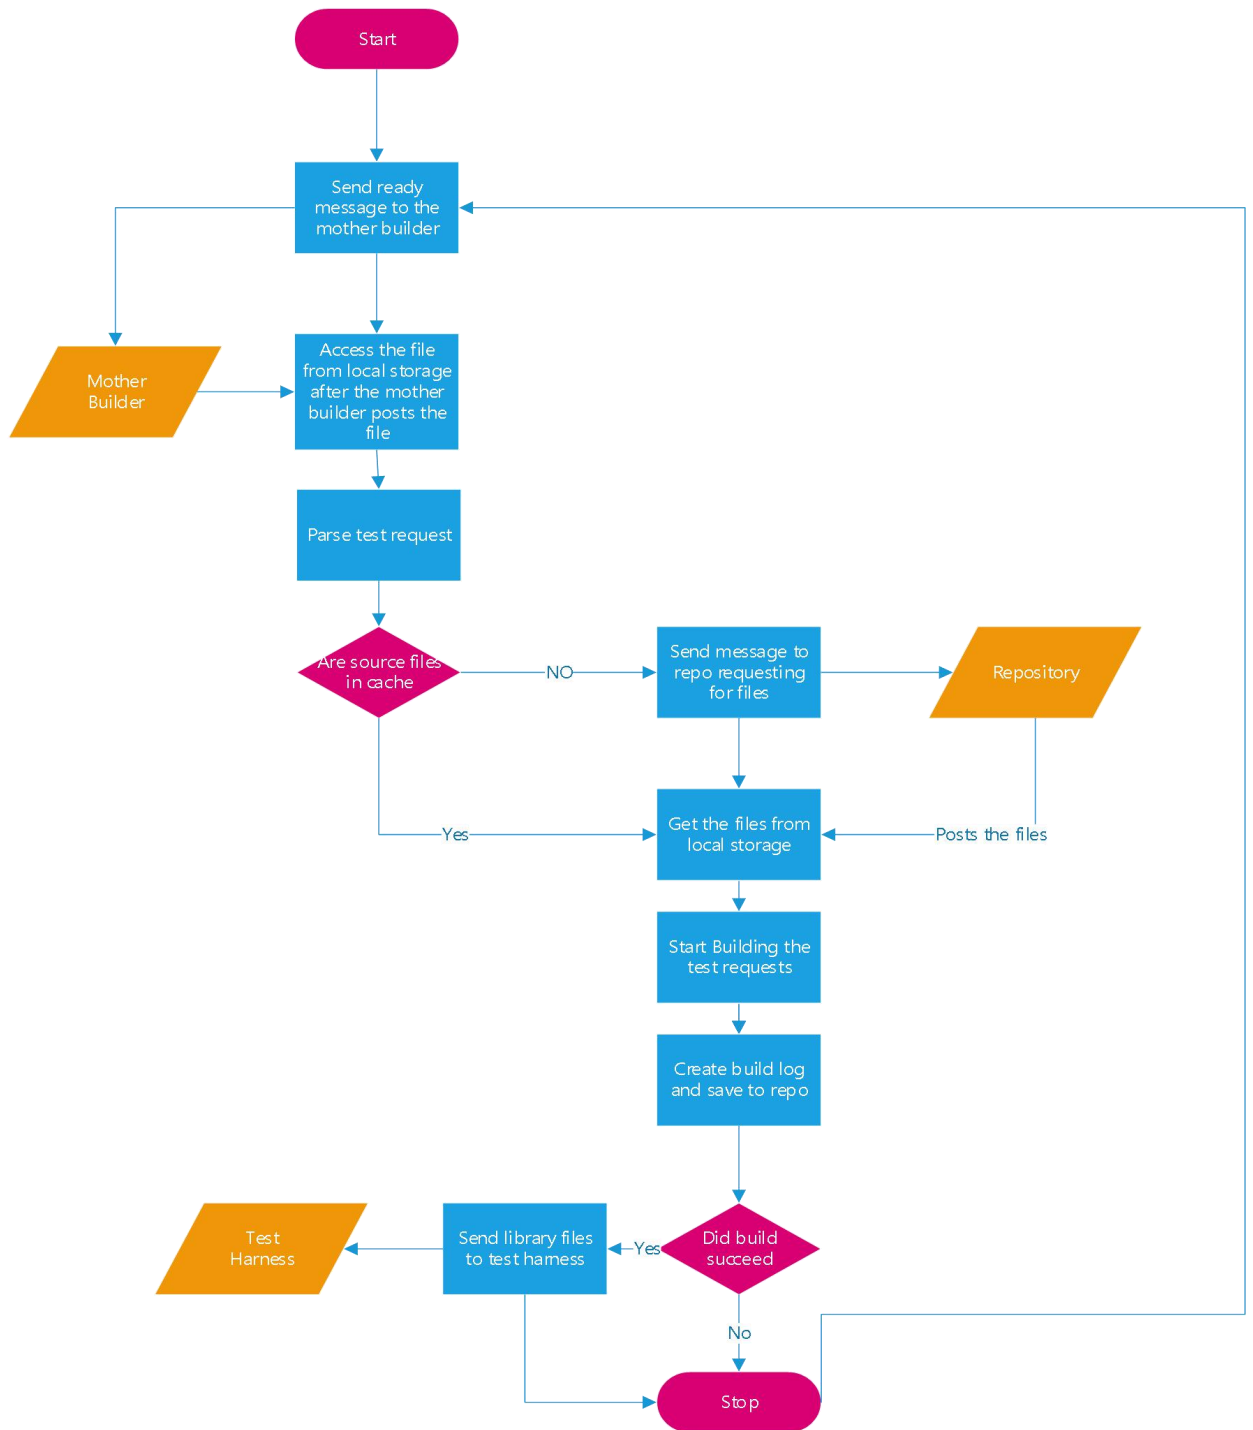 Start
Send ready
message to the
mother builder
Mother
Builder
Access the file
from local storage
after the mother
builder posts the
file
Parse test request
Are source files
in cache
NO
Send message to
repo requesting
for files
Repository
Yes
Get the files from
local storage
Posts the files
Start Building the
test requests
Create build log
and save to repo
Test
Harness
Send library files
to test harness
Yes
Did build
succeed
No
Stop